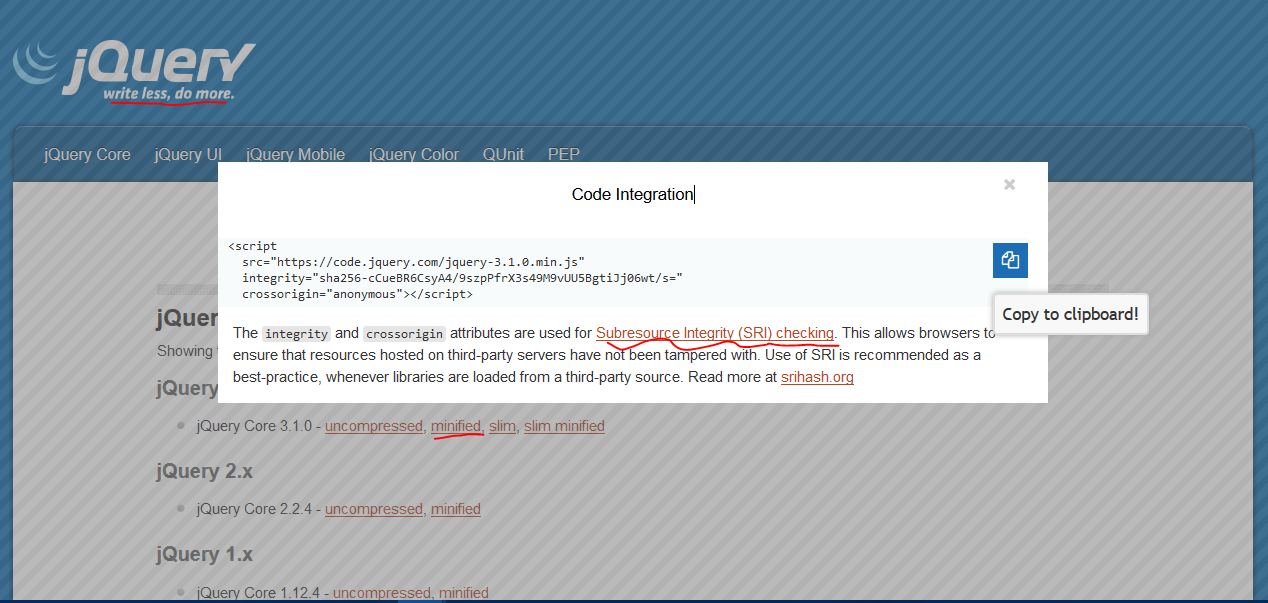 jQuery
write less, do more.
jQuery Core jQuery UI jQuery Mobile jQuery Color QUnit PEP
Code Integration
<script
src="https://code.jquery.com/jquery-3.1.0.min.js"
integrity="sha256-cCueBR6CsyA4/9szpPfrX3s49M9vUU5BgtiJj06wt/s="
crossorigin="anonymous"></script>
Copy to clipboard!
The integrity and crossorigin attributes are used for Subresource Integrity (SRI) checking. This allows browsers to
ensure that resources hosted on third-party servers have not been tampered with. Use of SRI is recommended as a
best-practice, whenever libraries are loaded from a third-party source. Read more at srihash.org
jQuer
Showing
jQuery
jQuery Core 3.1.0 - uncompressed, minified, slim, slim minified
jQuery 2.x
jQuery Core 2.2.4 - uncompressed, minified
jQuery 1.x
jQuery Core 1.12.4 - uncompressed, minified